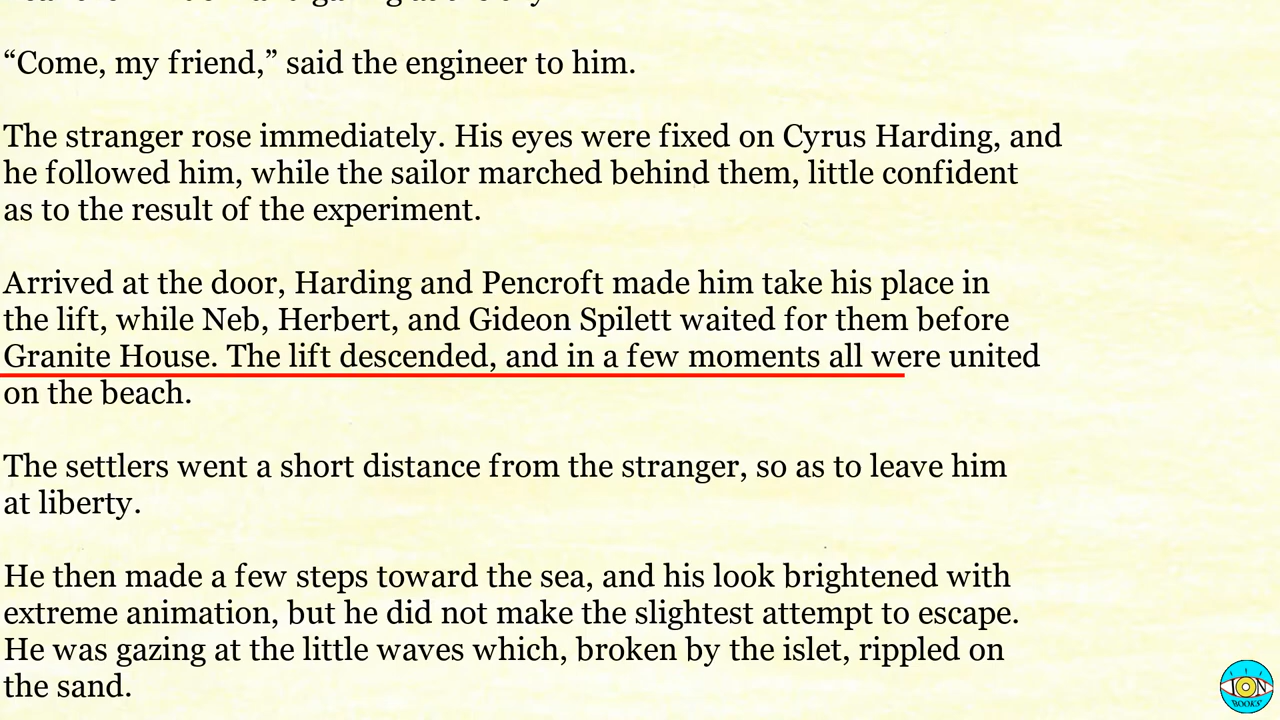 “Come, my friend,” said the engineer to him.
The stranger rose immediately. His eyes were fixed on Cyrus Harding, and
he followed him, while the sailor marched behind them, little confident
as to the result of the experiment.
Arrived at the door, Harding and Pencroft made him take his place in
the lift, while Neb, Herbert, and Gideon Spilett waited for them before
Granite House. The lift descended, and in a few moments all were united
on the beach.
The settlers went a short distance from the stranger, so as to leave him
at liberty.
He then made a few steps toward the sea, and his look brightened with
extreme animation, but he did not make the slightest attempt to escape.
He was gazing at the little waves which, broken by the islet, rippled on
the sand.
ION
BOOKS